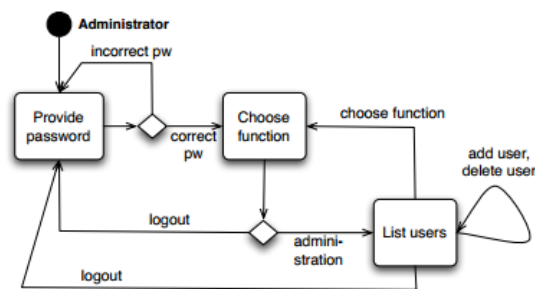 Administrator
incorrect pw
Provide
password
correct
pw
Choose
function
choose function
add user,
delete user
logout
admini-
stration
List users
logout